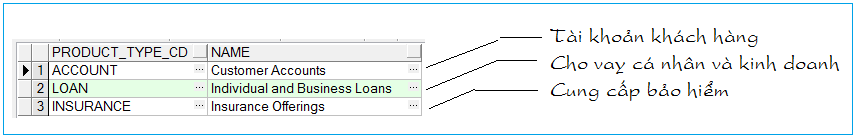 PRODUCT_TYPE_CD NAME
1 ACCOUNT ... Customer Accounts ... Tài khoản khách hàng
2 LOAN ... Individual and Business Loans ... Cho vay cá nhân và kinh doanh
3 INSURANCE ... Insurance Offerings ... Cung cấp bảo hiểm